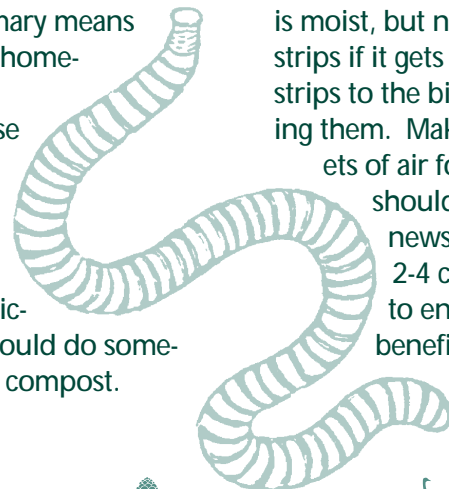 mary means
home-
se
ic-
ould do some-
compost.
is moist, but n
strips if it gets
strips to the bi
ing them. Mak
ets of air fo
should
news
2-4 c
to en
benefi